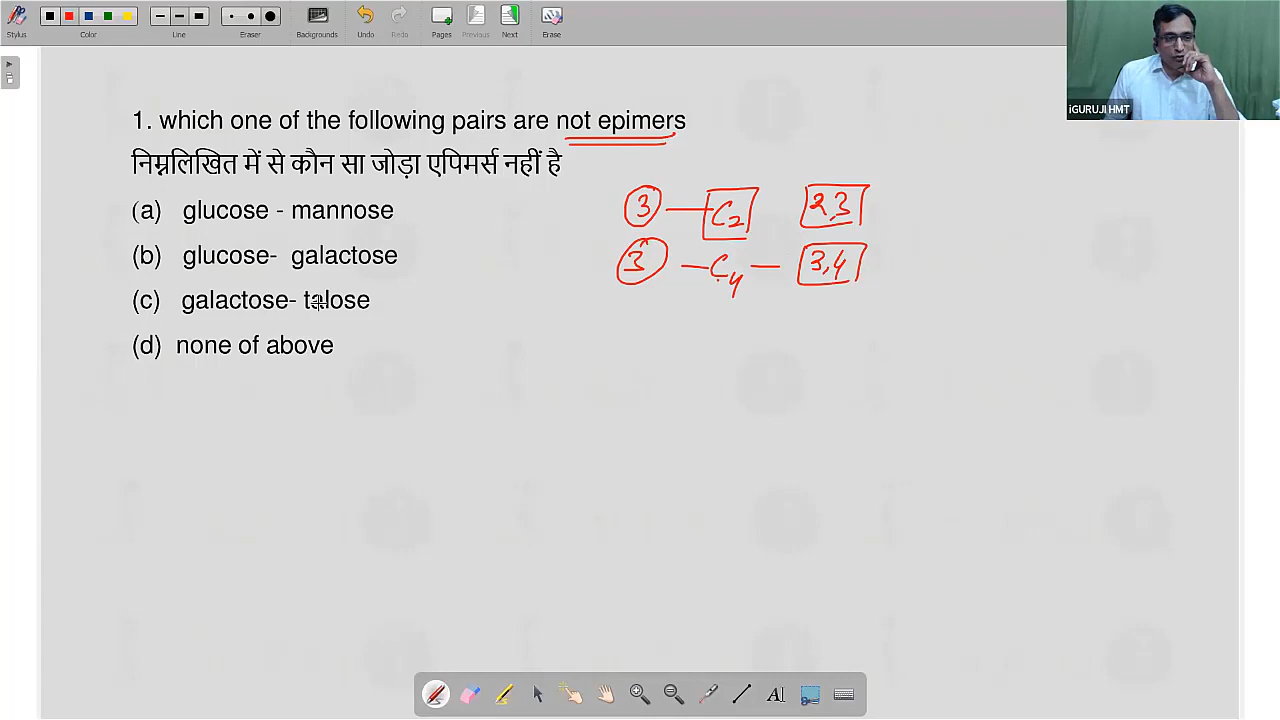 Stylus
Color
Line
Eraser
Backgrounds
Undo
Redo
Pages
Previous
Next
Erase
iGURUJI HMT
1. which one of the following pairs are not epimers
निम्नलिखित में से कौन सा जोड़ा एपिमर्स नहीं है
(a) glucose - mannose
(b) glucose- galactose
(c) galactose- talose
(d) none of above
3 — C2 2,3
3 — C4 — 3,4
AI